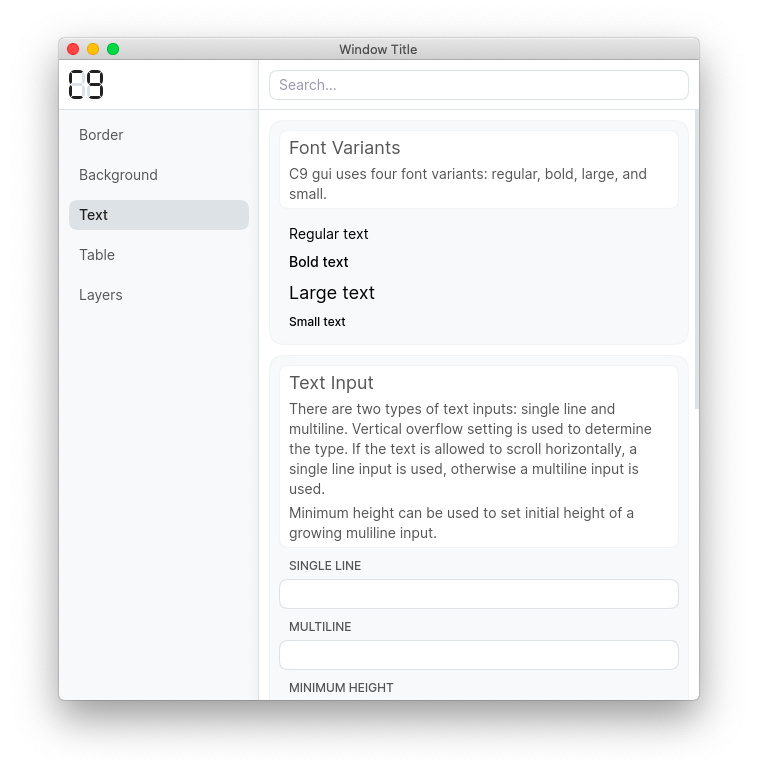 Window Title
C9
Search...
Border
Background
Text
Table
Layers
Font Variants
C9 gui uses four font variants: regular, bold, large, and
small.
Regular text
Bold text
Large text
Small text
Text Input
There are two types of text inputs: single line and
multiline. Vertical overflow setting is used to determine
the type. If the text is allowed to scroll horizontally, a
single line input is used, otherwise a multiline input is
used.
Minimum height can be used to set initial height of a
growing muliline input.
SINGLE LINE
MULTILINE
MINIMUM HEIGHT